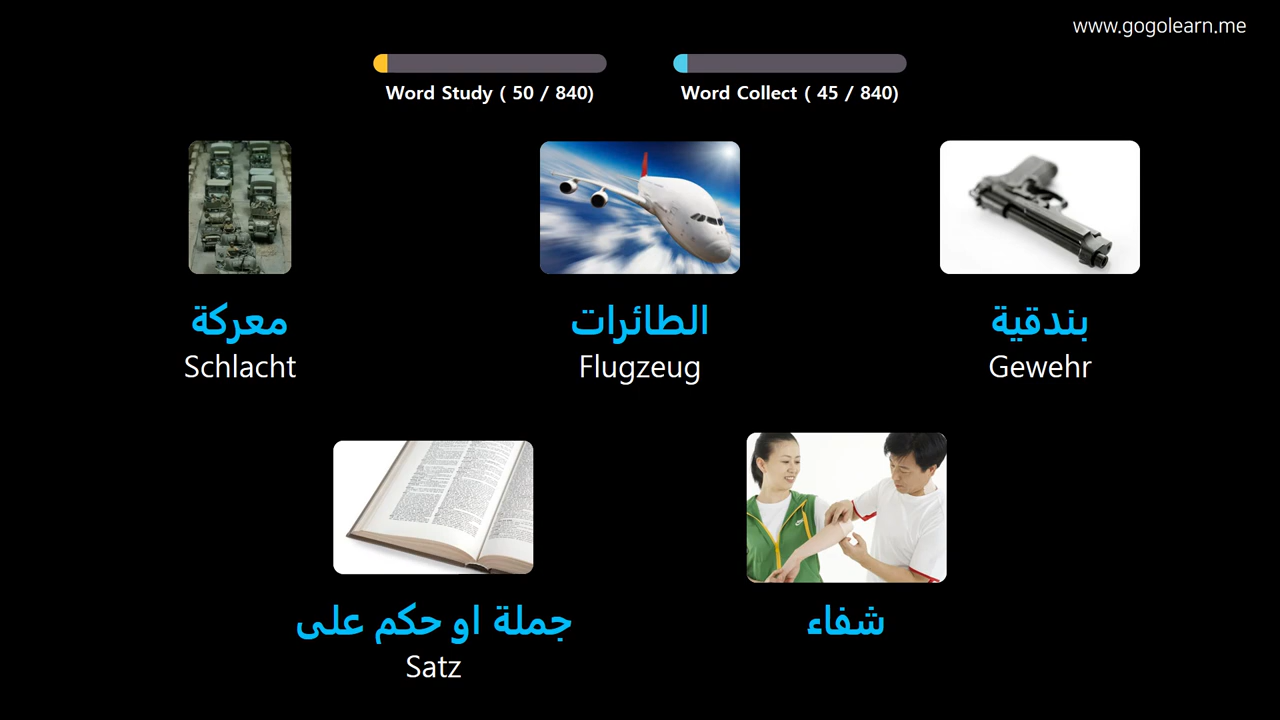 www.gogolearn.me
Word Study ( 50 / 840)
Word Collect ( 45 / 840)
معركة
Schlacht
الطائرات
Flugzeug
بندقية
Gewehr
جملة او حكم على
Satz
شفاء